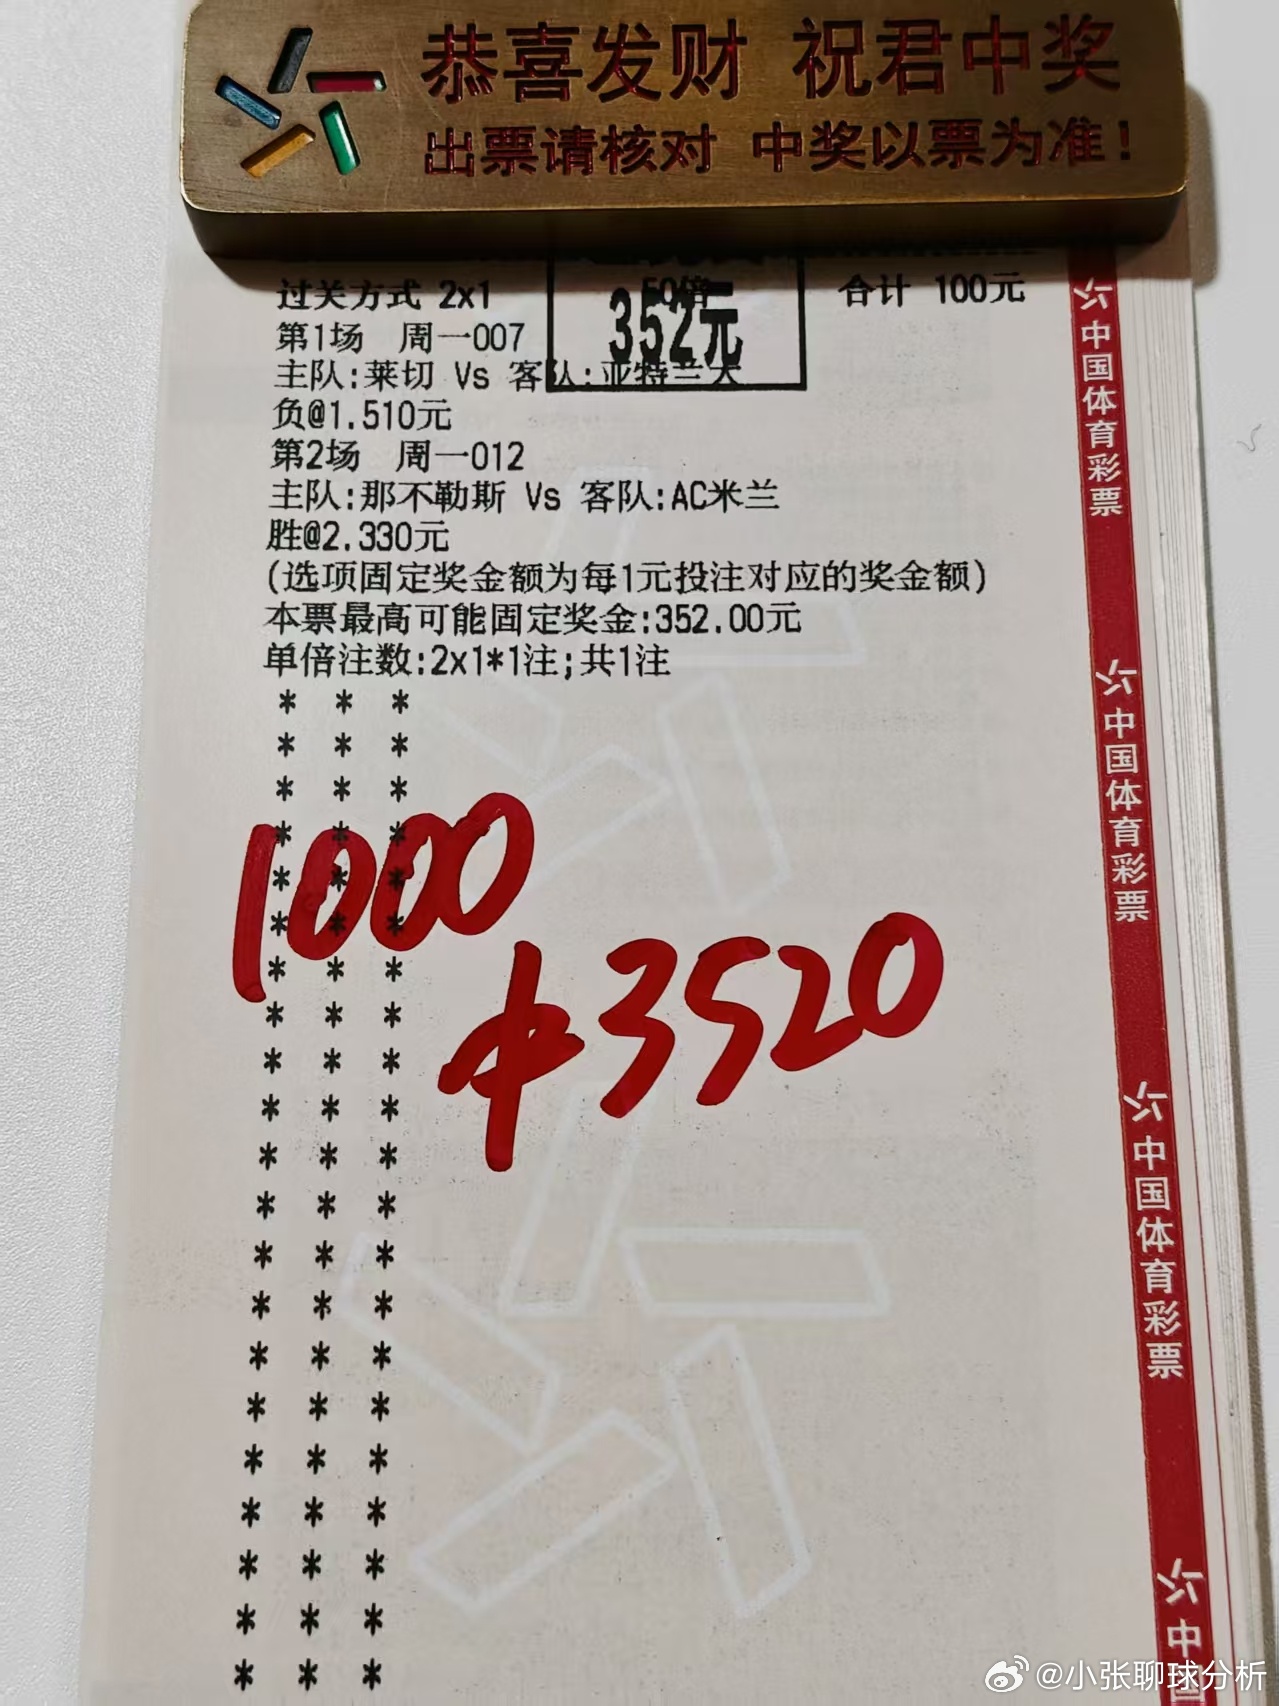 恭喜发财 祝君中奖
出票请核对 中奖以票为准！
过关方式 2x1 50倍 合计 100元
352元
第1场 周一007
主队:莱切 Vs 客队:亚特兰大
负@1.510元
第2场 周一012
主队:那不勒斯 Vs 客队:AC米兰
胜@2.330元
(选项固定奖金额为每1元投注对应的奖金额)
本票最高可能固定奖金:352.00元
单倍注数:2x1*1注;共1注
1000
中3520
中国体育彩票
中国体育彩票
中国体育彩票
中国
@小张聊球分析